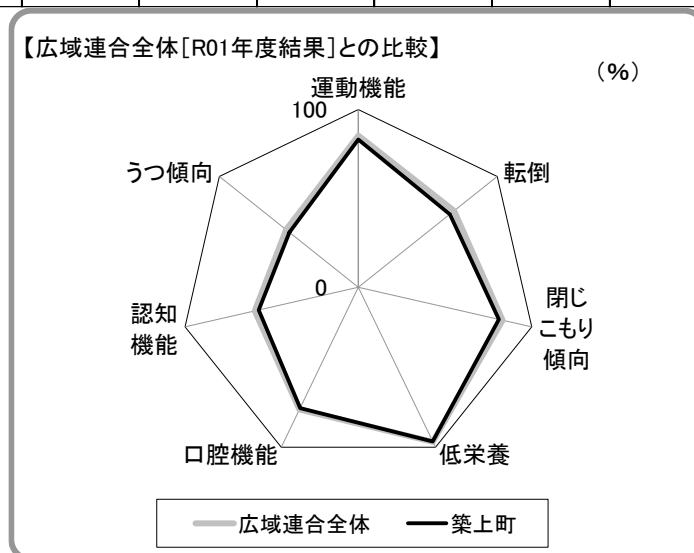 【広域連合全体[R01年度結果]との比較】
(%)
運動機能
100
うつ傾向
転倒
0
認知
機能
閉じ
こもり
傾向
口腔機能
低栄養
広域連合全体
築上町